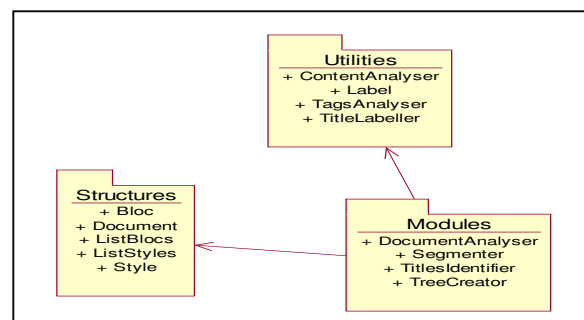 Utilities
+ ContentAnalyser
+ Label
+ TagsAnalyser
+ TitleLabeller
Structures
+ Bloc
+ Document
+ ListBlocs
+ ListStyles
+ Style
Modules
+ DocumentAnalyser
+ Segmenter
+ TitlesIdentifier
+ TreeCreator